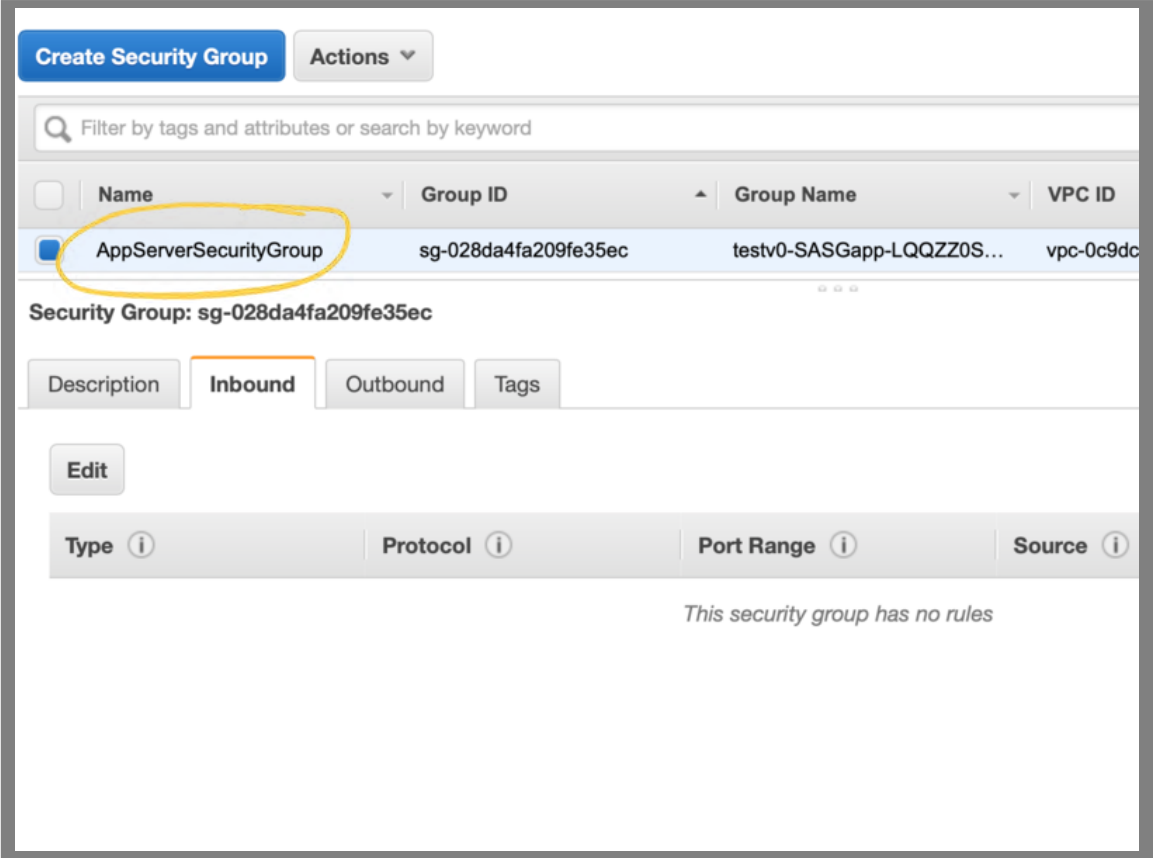 Create Security Group Actions
Filter by tags and attributes or search by keyword
Name Group ID Group Name VPC ID
AppServerSecurityGroup sg-028da4fa209fe35ec testv0-SASGapp-LQQZZ0S... vpc-0c9dc
Security Group: sg-028da4fa209fe35ec
Description Inbound Outbound Tags
Edit
Type i Protocol i Port Range i Source i
This security group has no rules